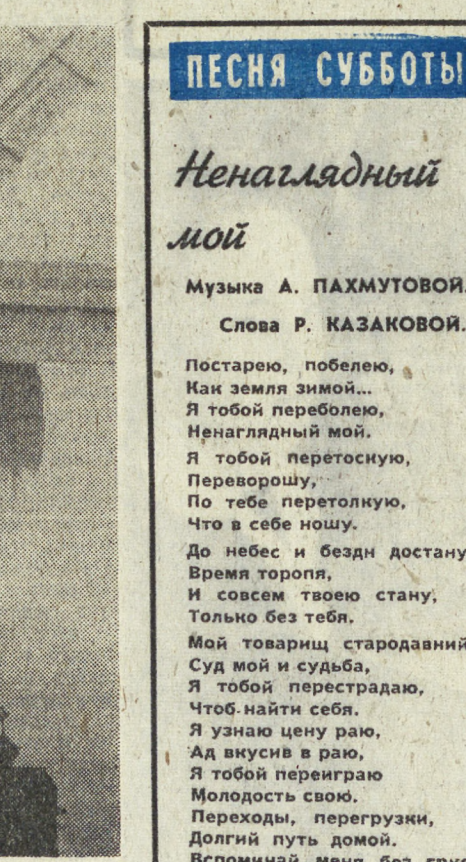 ПЕСНЯ СУББОТЫ
Ненаглядный
мой
Музыка А. ПАХМУТОВОЙ.
Слова Р. КАЗАКОВОЙ.
Постарею, побелею,
Как земля зимой...
Я тобой переболею,
Ненаглядный мой.
Я тобой перетоскую,
Переворошу,
По тебе перетолкую,
Что в себе ношу.
До небес и бездн достану
Время торопя,
И совсем твоею стану,
Только без тебя.
Мой товарищ стародавний
Суд мой и судьба,
Я тобой перестрадаю,
Чтоб найти себя.
Я узнаю цену раю,
Ад вкусив в раю,
Я тобой переиграю
Молодость свою.
Переходы, перегрузки,
Долгий путь домой.
Вспоминай меня без